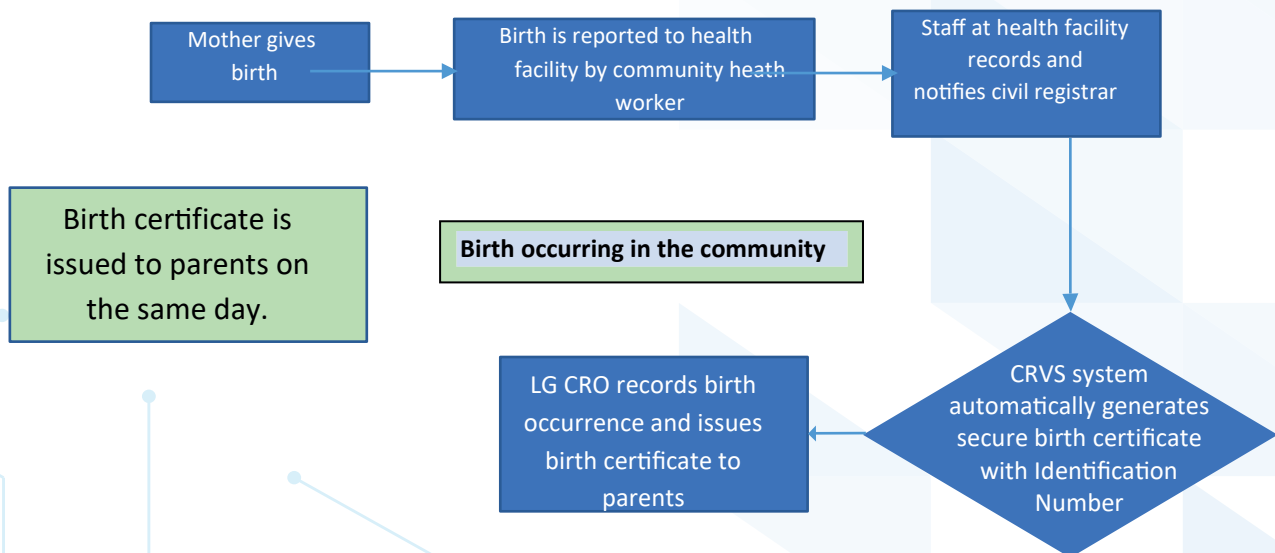 Mother gives
birth
Birth is reported to health
facility by community heath
worker
Staff at health facility
records and
notifies civil registrar
Birth certificate is
issued to parents on
the same day.
Birth occurring in the community
LG CRO records birth
occurrence and issues
birth certificate to
parents
CRVS system
automatically generates
secure birth certificate
with Identification
Number